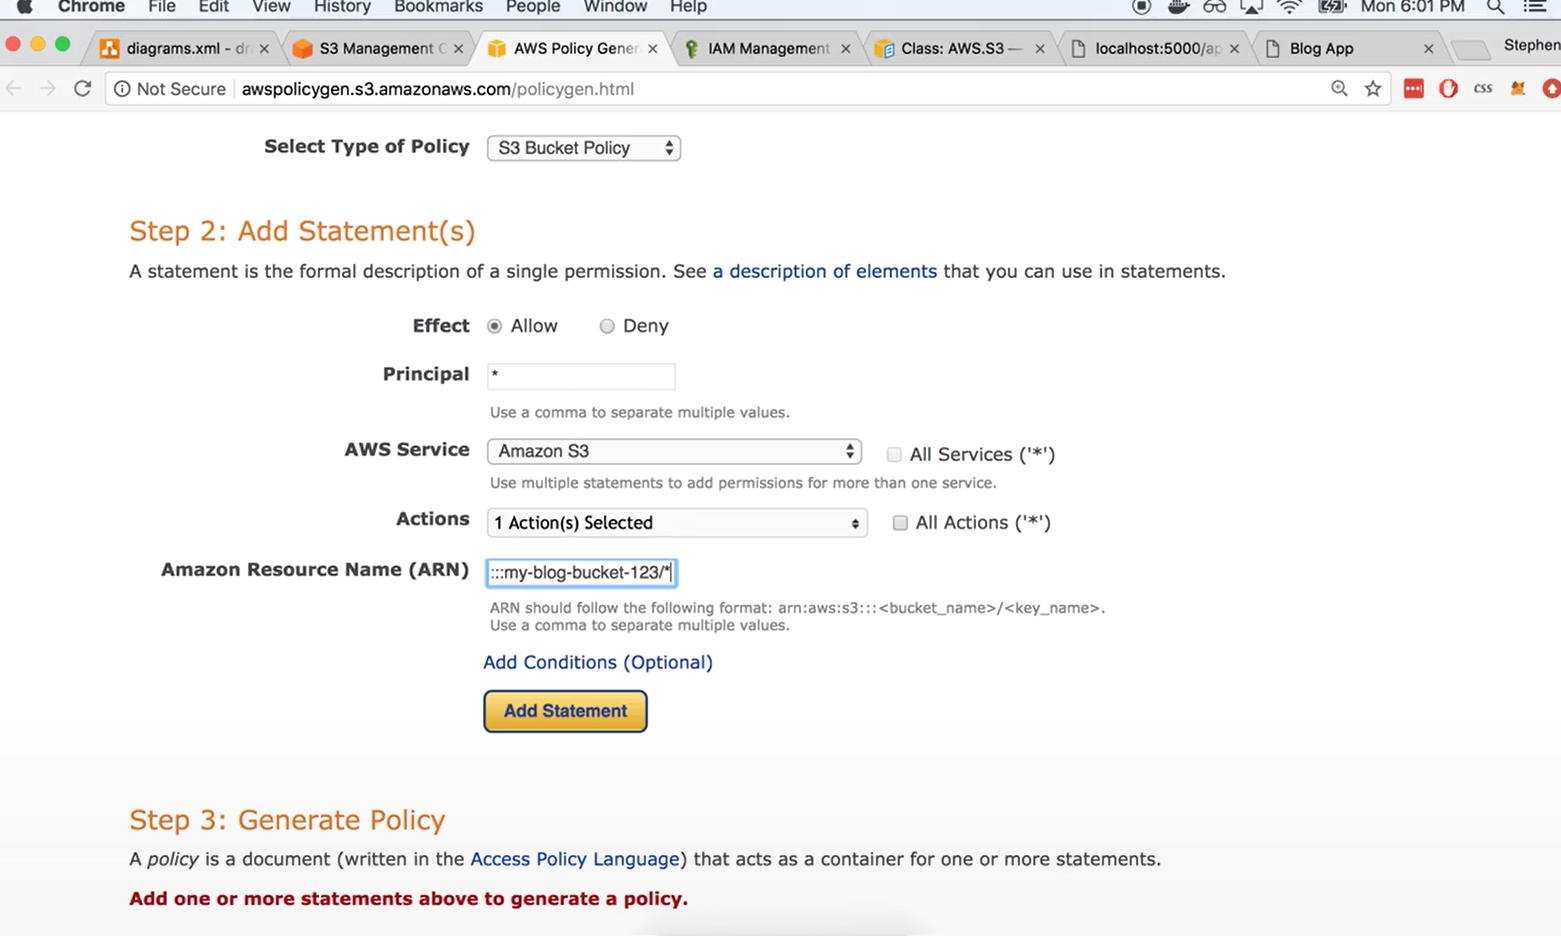 Chrome File Edit View History Bookmarks People Window Help Mon 6:01 PM
diagrams.xml - dr S3 Management C AWS Policy Gener IAM Management Class: AWS.S3 — localhost:5000/ap Blog App Stephen
Not Secure awspolicygen.s3.amazonaws.com/policygen.html css
Select Type of Policy S3 Bucket Policy
Step 2: Add Statement(s)
A statement is the formal description of a single permission. See a description of elements that you can use in statements.
Effect Allow Deny
Principal *
Use a comma to separate multiple values.
AWS Service Amazon S3 All Services ('*')
Use multiple statements to add permissions for more than one service.
Actions 1 Action(s) Selected All Actions ('*')
Amazon Resource Name (ARN) :::my-blog-bucket-123/*
ARN should follow the following format: arn:aws:s3:::<bucket_name>/<key_name>.
Use a comma to separate multiple values.
Add Conditions (Optional)
Add Statement
Step 3: Generate Policy
A policy is a document (written in the Access Policy Language) that acts as a container for one or more statements.
Add one or more statements above to generate a policy.